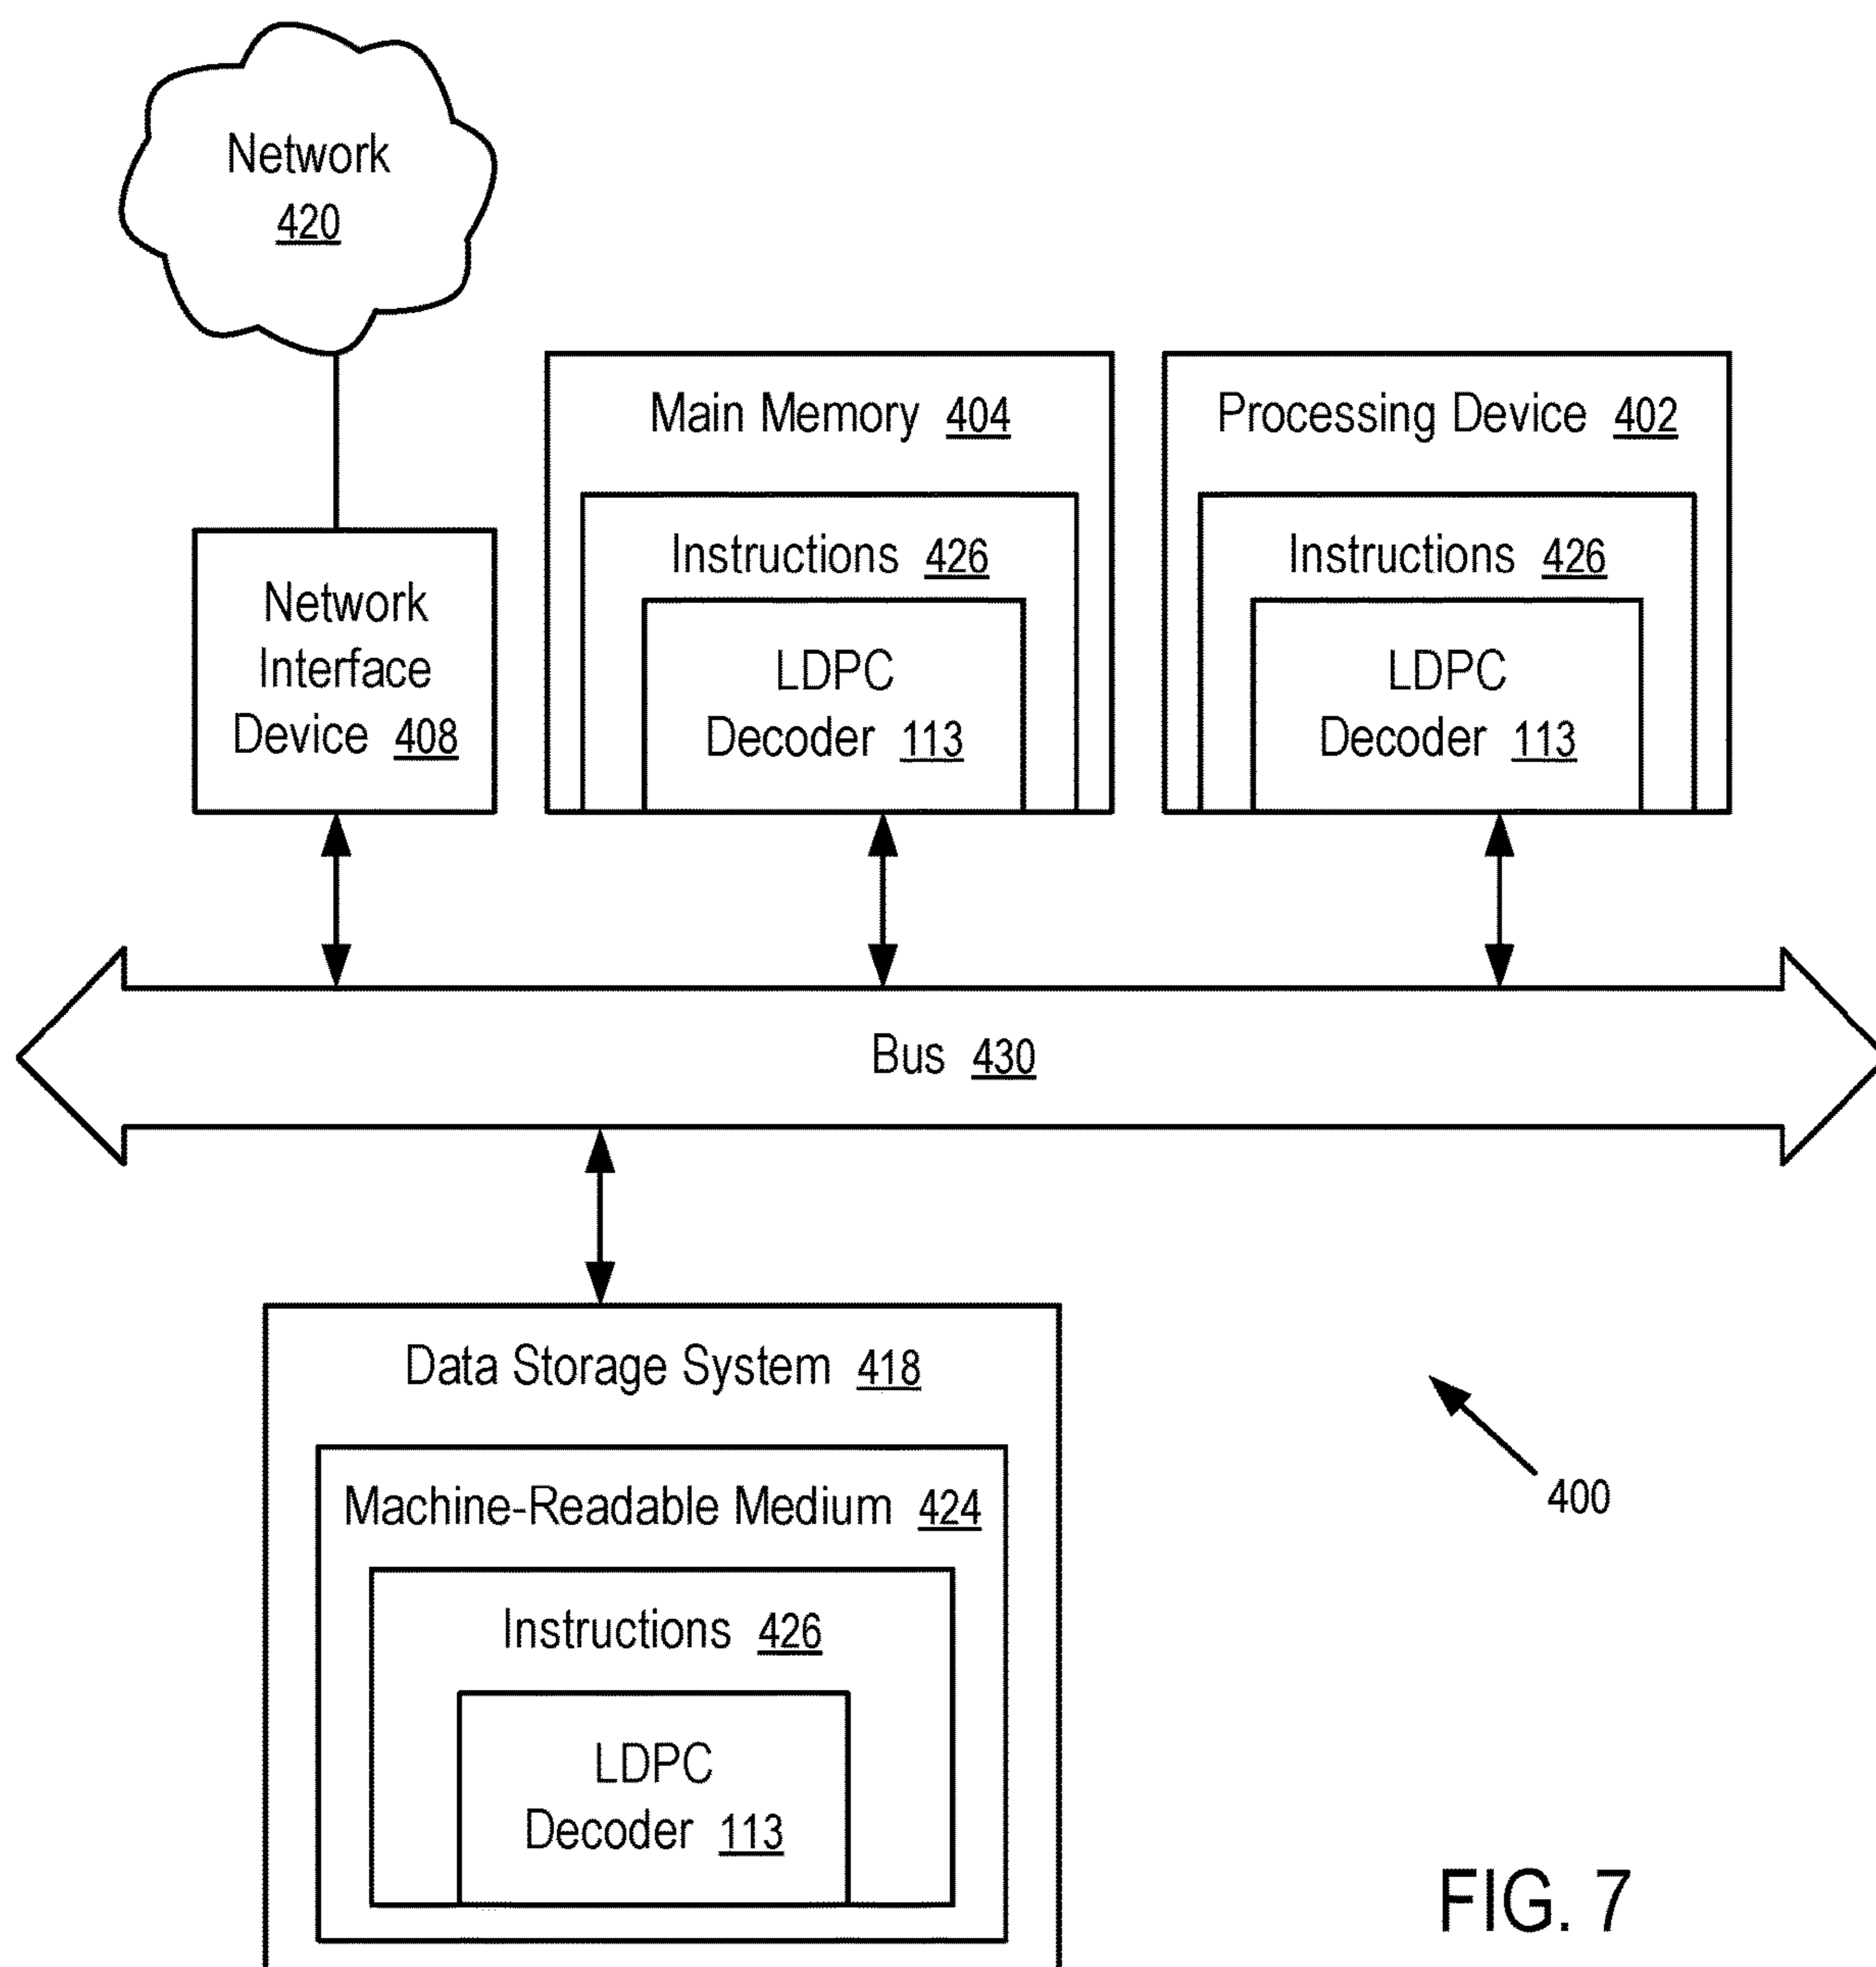 Network
420
Main Memory 404
Instructions 426
LDPC
Decoder 113
Processing Device 402
Instructions 426
LDPC
Decoder 113
Network
Interface
Device 408
Bus 430
Data Storage System 418
Machine-Readable Medium 424
Instructions 426
LDPC
Decoder 113
400
FIG. 7